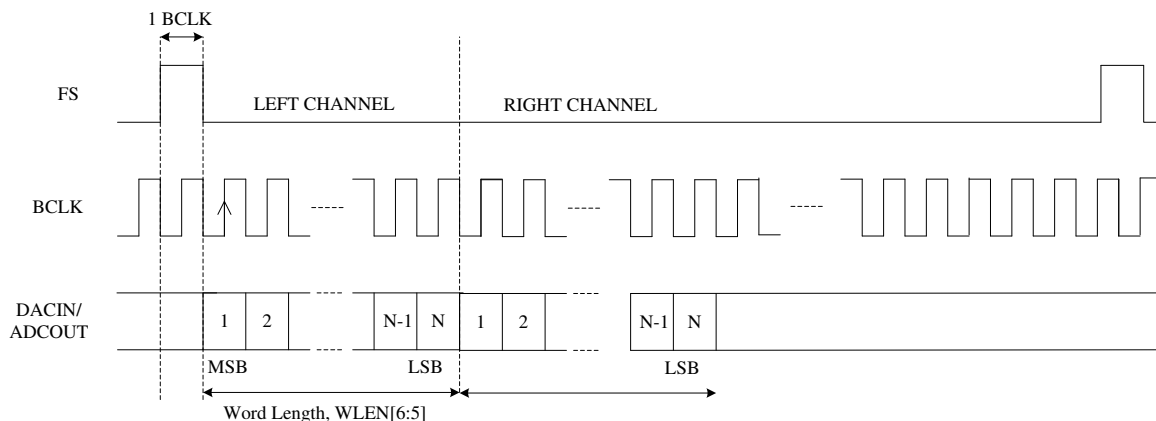 1 BCLK
FS
LEFT CHANNEL
RIGHT CHANNEL
BCLK
DACIN/
ADCOUT
1
2
N-1
N
1
2
N-1
N
MSB
LSB
LSB
Word Length, WLEN[6:5]